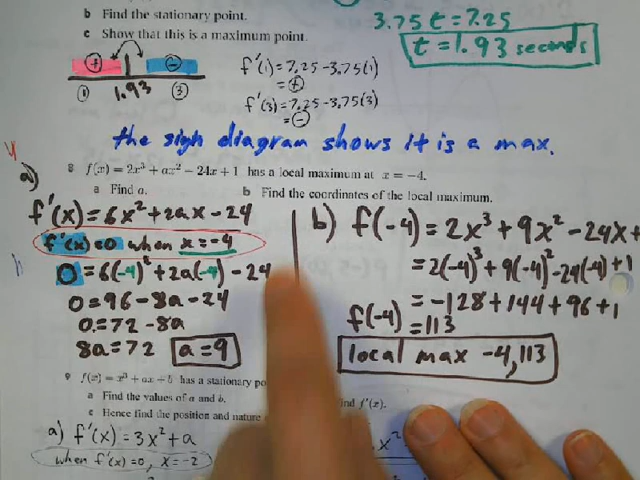 b Find the stationary point.
c Show that this is a maximum point.
3.75 t = 7.25
t = 1.93 seconds
+ -
1 1.93 3
f'(1) = 7.25 - 3.75(1)
= +
f'(3) = 7.25 - 3.75(3)
= -
the sign diagram shows it is a max.
8 f(x) = 2x³ + ax² − 24x + 1 has a local maximum at x = −4.
a Find a. b Find the coordinates of the local maximum.
a)
f'(x) = 6x² + 2ax - 24
f'(x) = 0 when x = -4
0 = 6(-4)² + 2a(-4) - 24
0 = 96 - 8a - 24
0 = 72 - 8a
8a = 72 a = 9
b) f(-4) = 2x³ + 9x² - 24x +
= 2(-4)³ + 9(-4)² - 24(-4) + 1
= -128 + 144 + 96 + 1
f(-4) = 113
local max -4, 113
9 f(x) = x³ + ax + b has a stationary
a Find the values of a and b. find f'(x).
c Hence find the position and nature
a) f'(x) = 3x² + a
when f'(x) = 0, x = -2
x²